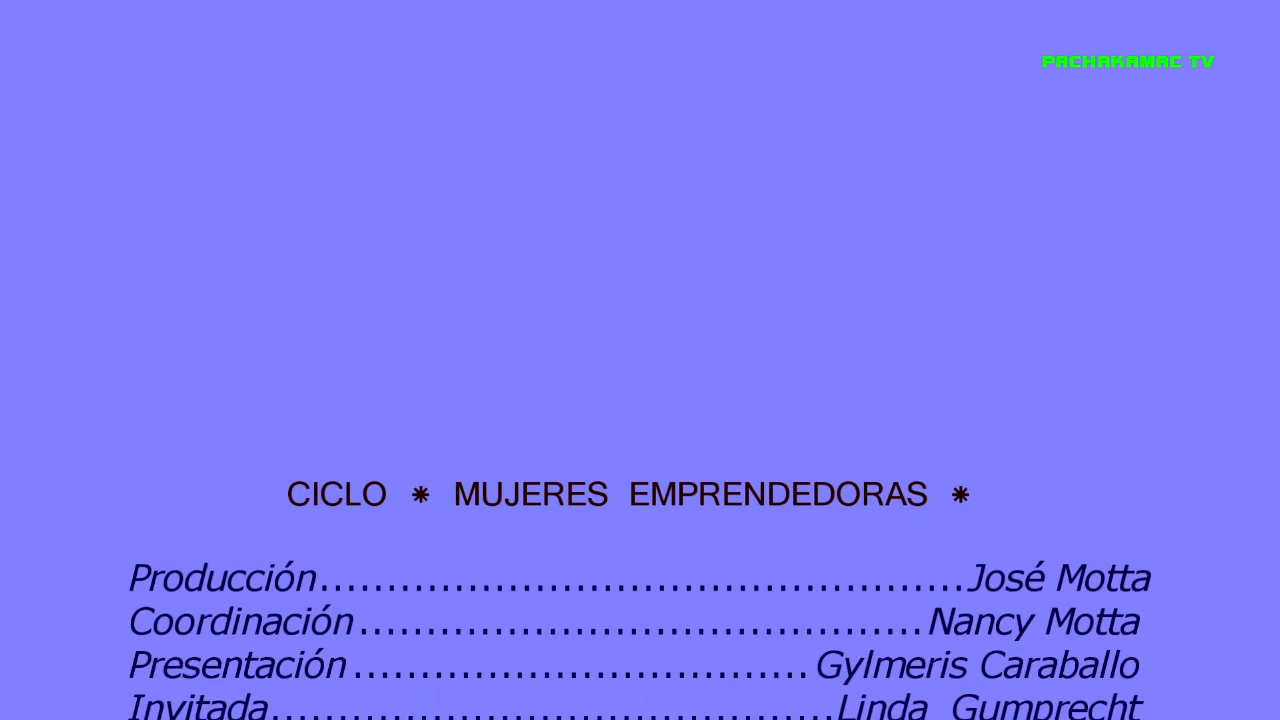 PACHAKAMAC TV
CICLO * MUJERES EMPRENDEDORAS *
Producción................................................José Motta
Coordinación..........................................Nancy Motta
Presentación..................................Gylmeris Caraballo
Invitada..........................................Linda Gumprecht